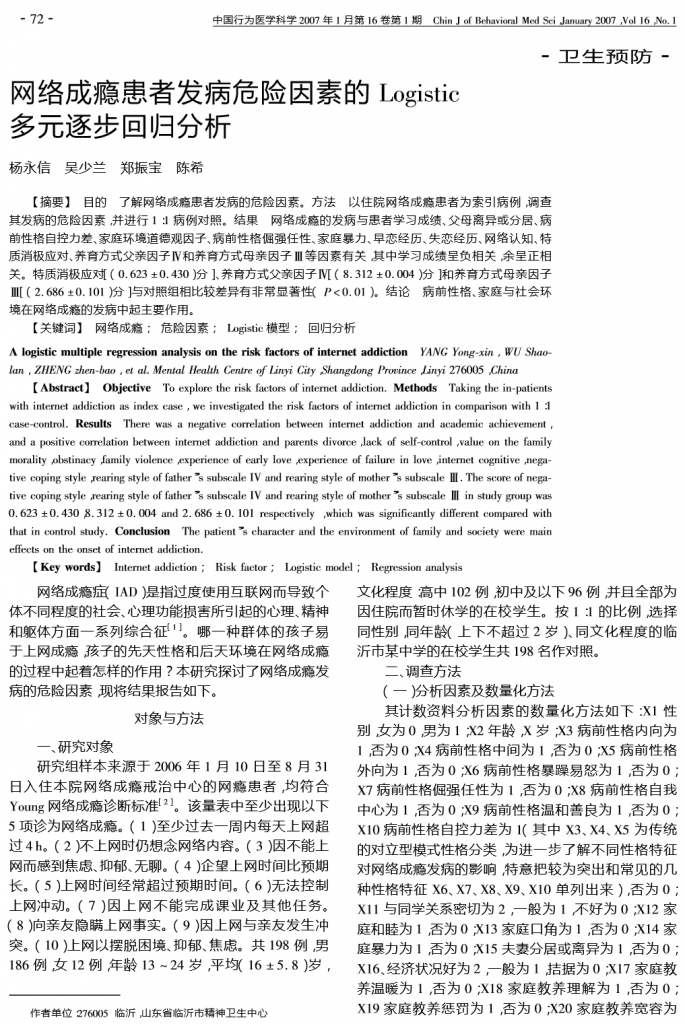 - 72 -
中国行为医学科学 2007 年 1 月第 16 卷第 1 期 Chin J of Behavioral Med Sci January 2007 ,Vol 16 ,No. 1
- 卫生预防 -
网络成瘾患者发病危险因素的 Logistic
多元逐步回归分析
杨永信 吴少兰 郑振宝 陈希
【摘要】 目的 了解网络成瘾患者发病的危险因素。方法 以住院网络成瘾患者为索引病例 ,调查
其发病的危险因素 ,并进行 1 :1 病例对照。结果 网络成瘾的发病与患者学习成绩、父母离异或分居、病
前性格自控力差、家庭环境道德观因子、病前性格倔强任性、家庭暴力、早恋经历、失恋经历、网络认知、特
质消极应对、养育方式父亲因子Ⅳ和养育方式母亲因子Ⅲ等因素有关 ,其中学习成绩呈负相关 ,余呈正相
关。特质消极应对[ ( 0. 623 ± 0. 430 )分 ]、养育方式父亲因子Ⅳ[ ( 8. 312 ± 0. 004 )分 ]和养育方式母亲因子
Ⅲ[ ( 2. 686 ± 0. 101 )分 ]与对照组相比较差异有非常显著性( P < 0. 01 )。结论 病前性格、家庭与社会环
境在网络成瘾的发病中起主要作用。
【关键词】 网络成瘾； 危险因素； Logistic 模型； 回归分析
A logistic multiple regression analysis on the risk factors of internet addiction YANG Yong-xin , WU Shao-
lan , ZHENG zhen-bao , et al. Mental Health Centre of Linyi City ,Shangdong Province ,Linyi 276005 ,China
【Abstract】 Objective To explore the risk factors of internet addiction. Methods Taking the in-patients
with internet addiction as index case , we investigated the risk factors of internet addiction in comparison with 1 :1
case-control. Results There was a negative correlation between internet addiction and academic achievement ,
and a positive correlation between internet addiction and parents divorce ,lack of self-control ,value on the family
morality ,obstinacy ,family violence ,experience of early love ,experience of failure in love ,internet cognitive ,nega-
tive coping style ,rearing style of father ™s subscale Ⅳ and rearing style of mother ™s subscale Ⅲ . The score of nega-
tive coping style ,rearing style of father ™s subscale Ⅳ and rearing style of mother ™s subscale Ⅲ in study group was
0. 623 ± 0. 430 ,8. 312 ± 0. 004 and 2. 686 ± 0. 101 respectively ,which was significantly different compared with
that in control study. Conclusion The patient ™s character and the environment of family and society were main
effects on the onset of internet addiction.
【Key words】 Internet addiction ; Risk factor ; Logistic model ; Regression analysis
网络成瘾症( IAD )是指过度使用互联网而导致个
体不同程度的社会、心理功能损害所引起的心理、精神
和躯体方面一系列综合征[ 1 ]。哪一种群体的孩子易
于上网成瘾 ,孩子的先天性格和后天环境在网络成瘾
的过程中起着怎样的作用？本研究探讨了网络成瘾发
病的危险因素 ,现将结果报告如下。
对象与方法
一、研究对象
研究组样本来源于 2006 年 1 月 10 日至 8 月 31
日入住本院网络成瘾戒治中心的网瘾患者 ,均符合
Young 网络成瘾诊断标准[ 2 ]。该量表中至少出现以下
5 项诊为网络成瘾。( 1 )至少过去一周内每天上网超
过 4 h。( 2 )不上网时仍想念网络内容。( 3 )因不能上
网而感到焦虑、抑郁、无聊。( 4 )企望上网时间比预期
长。( 5 )上网时间经常超过预期时间。( 6 )无法控制
上网冲动。( 7 )因上网不能完成课业及其他任务。
( 8 )向亲友隐瞒上网事实。( 9 )因上网与亲友发生冲
突。( 10 )上网以摆脱困境、抑郁、焦虑。共 198 例 ,男
186 例 ,女 12 例 ,年龄 13 ~ 24 岁 ,平均( 16 ± 5. 8 )岁 ,
作者单位 :276005 临沂 ,山东省临沂市精神卫生中心
文化程度 :高中 102 例 ,初中及以下 96 例 ,并且全部为
因住院而暂时休学的在校学生。按 1 :1 的比例 ,选择
同性别 ,同年龄( 上下不超过 2 岁 )、同文化程度的临
沂市某中学的在校学生共 198 名作对照。
二、调查方法
( 一 )分析因素及数量化方法
其计数资料分析因素的数量化方法如下 :X1 性
别 ,女为 0 ,男为 1 ;X2 年龄 ,X 岁 ;X3 病前性格内向为
1 ,否为 0 ;X4 病前性格中间为 1 ,否为 0 ;X5 病前性格
外向为 1 ,否为 0 ;X6 病前性格暴躁易怒为 1 ,否为 0 ;
X7 病前性格倔强任性为 1 ,否为 0 ;X8 病前性格自我
中心为 1 ,否为 0 ;X9 病前性格温和善良为 1 ,否为 0 ;
X10 病前性格自控力差为 1( 其中 X3、X4、X5 为传统
的对立型模式性格分类 ,为进一步了解不同性格特征
对网络成瘾发病的影响 ,特意把较为突出和常见的几
种性格特征 X6、X7、X8、X9、X10 单列出来 ) ,否为 0 ;
X11 与同学关系密切为 2 ,一般为 1 ,不好为 0 ;X12 家
庭和睦为 1 ,否为 0 ;X13 家庭口角为 1 ,否为 0 ;X14 家
庭暴力为 1 ,否为 0 ;X15 父妻分居或离异为 1 ,否为 0 ;
X16、经济状况好为 2 ,一般为 1 ,拮据为 0 ;X17 家庭教
养温暖为 1 ,否为 0 ;X18 家庭教养理解为 1 ,否为 0 ;
X19 家庭教养惩罚为 1 ,否为 0 ;X20 家庭教养宽容为